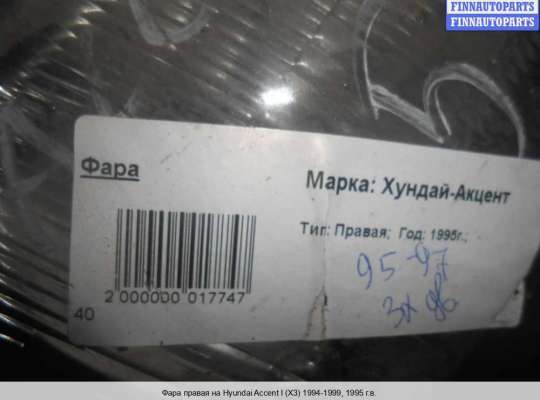 FINNAUTOPARTS
FINNAUTOPARTS
Фара
Марка: Хундай-Акцент
Тип: Правая; Год: 1995г.;
95-97
2 000000 017747
40
Фара правая на Hyundai Accent I (X3) 1994-1999, 1995 г.в.